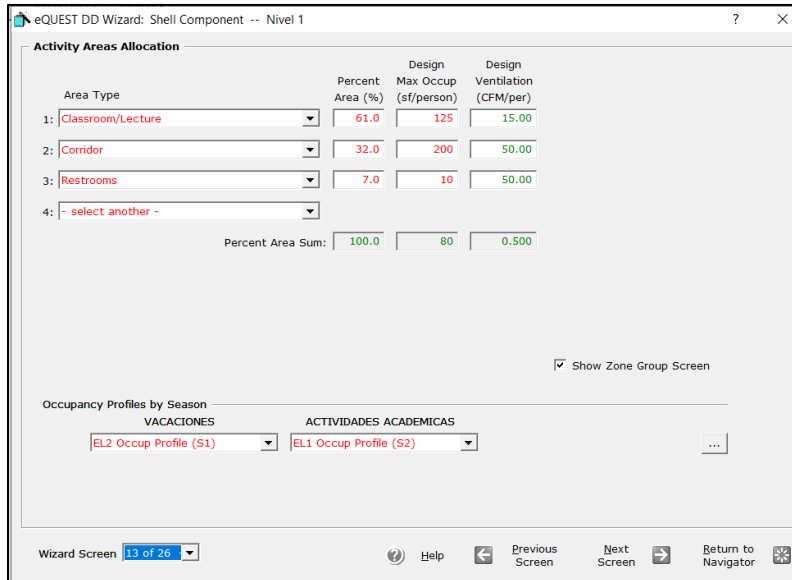 eQUEST DD Wizard: Shell Component -- Nivel 1 ?
Activity Areas Allocation
Area Type Percent Area (%) Design Max Occup (sf/person) Design Ventilation (CFM/per)
1: Classroom/Lecture 61.0 125 15.00
2: Corridor 32.0 200 50.00
3: Restrooms 7.0 10 50.00
4: - select another -
Percent Area Sum: 100.0 80 0.500
Show Zone Group Screen
Occupancy Profiles by Season
VACACIONES ACTIVIDADES ACADEMICAS
EL2 Occup Profile (S1) EL1 Occup Profile (S2) ...
Wizard Screen 13 of 26 Help Previous Screen Next Screen Return to Navigator